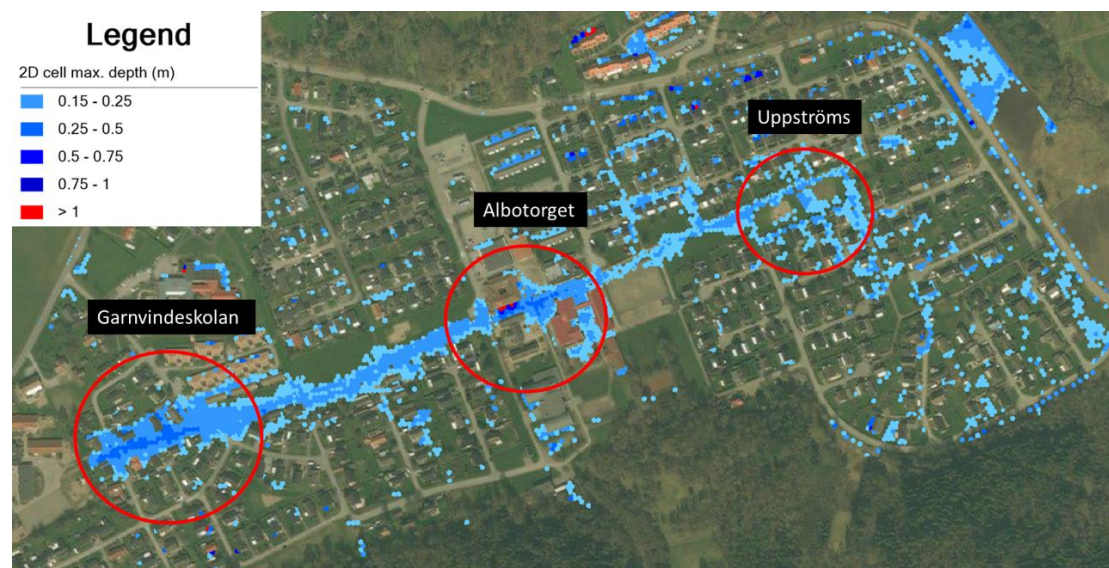 Legend
2D cell max. depth (m)
0.15 - 0.25
0.25 - 0.5
0.5 - 0.75
0.75 - 1
> 1
Uppströms
Albotorget
Garnvindeskolan